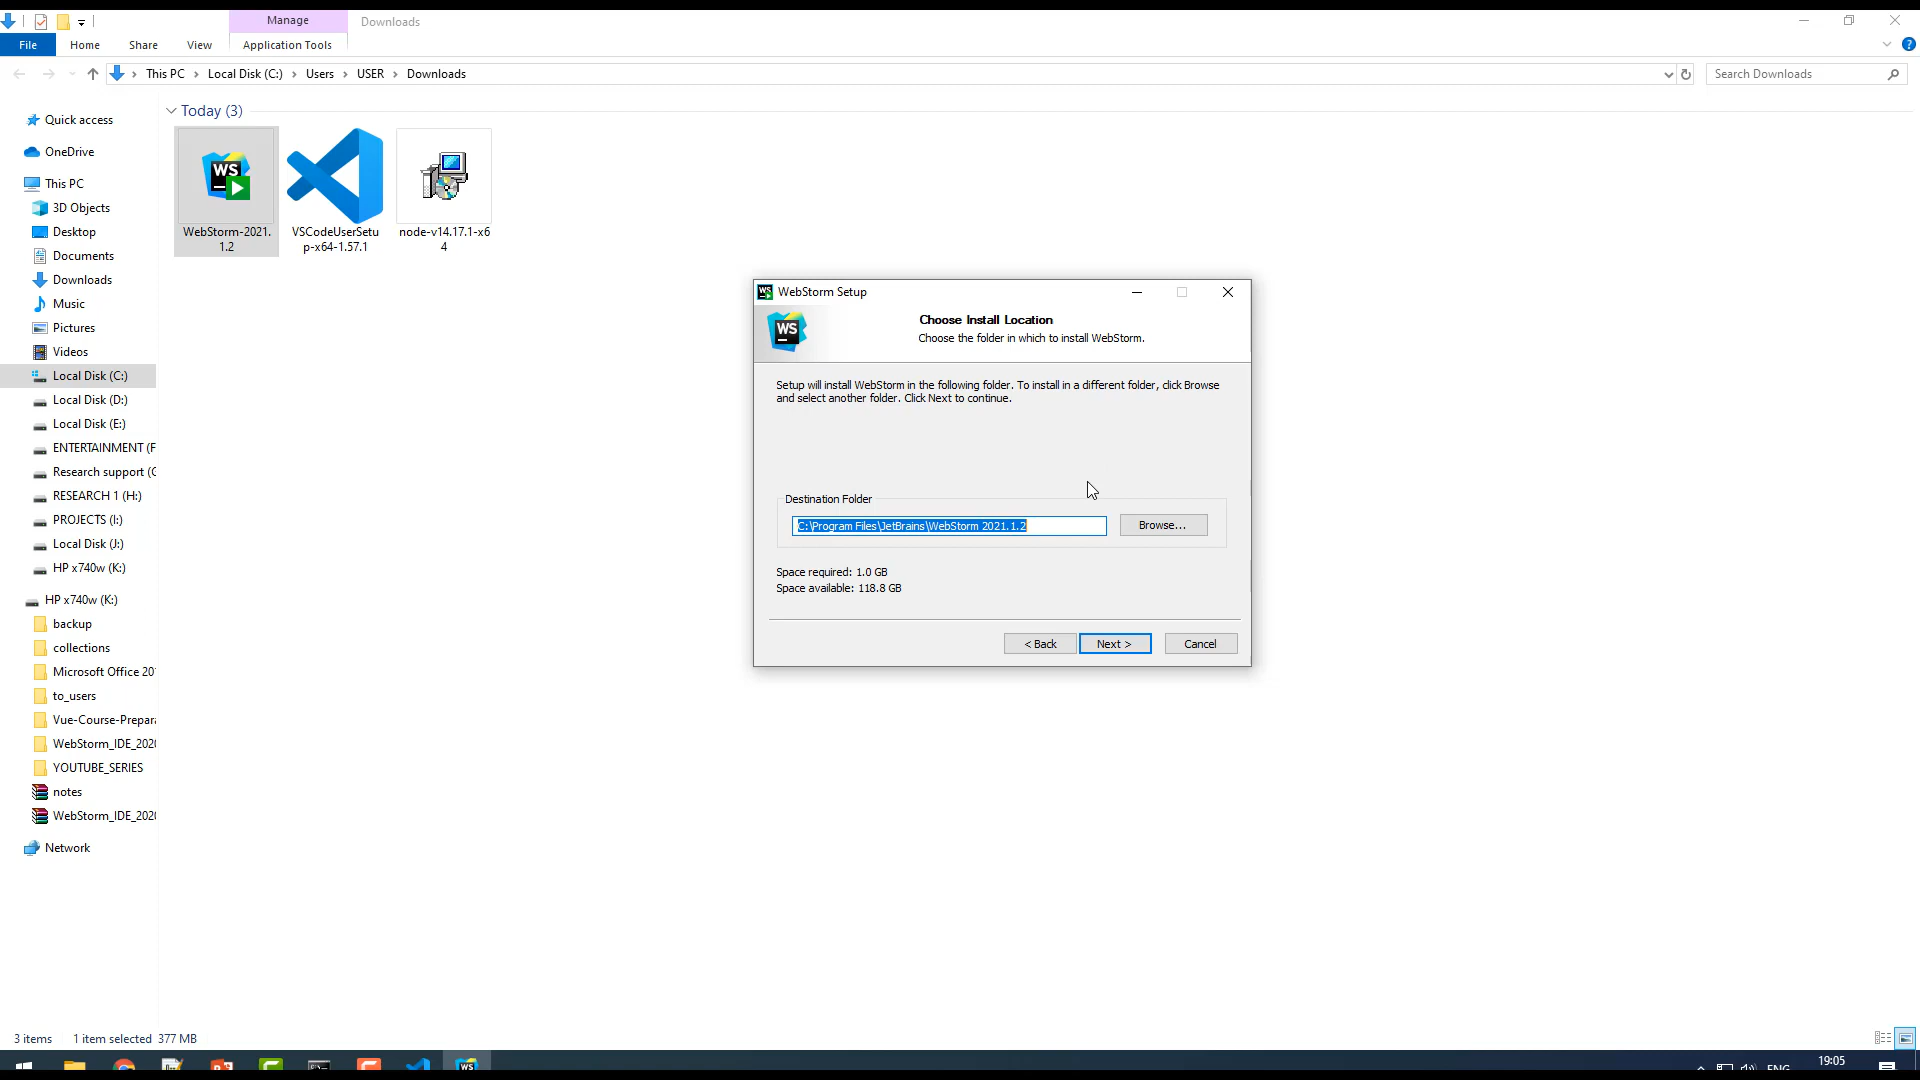 Manage
Downloads
File
Home
Share
View
Application Tools
This PC
Local Disk (C:)
Users
USER
Downloads
Search Downloads
Quick access
OneDrive
This PC
3D Objects
Desktop
Documents
Downloads
Music
Pictures
Videos
Local Disk (C:)
Local Disk (D:)
Local Disk (E:)
ENTERTAINMENT (F
Research support (G
RESEARCH 1 (H:)
PROJECTS (I:)
Local Disk (J:)
HP x740w (K:)
HP x740w (K:)
backup
collections
Microsoft Office 20
to_users
Vue-Course-Prepara
WebStorm_IDE_202
YOUTUBE_SERIES
notes
WebStorm_IDE_202
Network
Today (3)
WS
WebStorm-2021.
1.2
VSCodeUserSetu
p-x64-1.57.1
node-v14.17.1-x6
4
WebStorm Setup
WS
Choose Install Location
Choose the folder in which to install WebStorm.
Setup will install WebStorm in the following folder. To install in a different folder, click Browse
and select another folder. Click Next to continue.
Destination Folder
C:\Program Files\JetBrains\WebStorm 2021.1.2
Browse...
Space required: 1.0 GB
Space available: 118.8 GB
< Back
Next >
Cancel
3 items
1 item selected 377 MB
WS
ENG
19:05